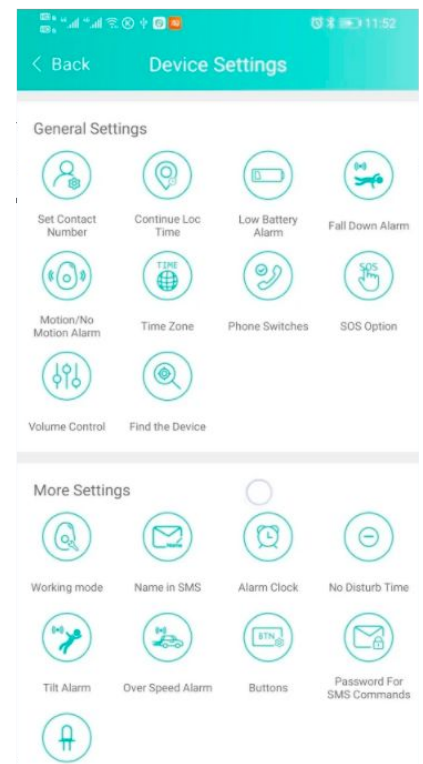 11:52
Back Device Settings
General Settings
Set Contact
Number
Continue Loc
Time
Low Battery
Alarm
Fall Down Alarm
TIME
SOS
Motion/No
Motion Alarm
Time Zone
Phone Switches
SOS Option
Volume Control
Find the Device
More Settings
Working mode
Name in SMS
Alarm Clock
No Disturb Time
BTN
Tilt Alarm
Over Speed Alarm
Buttons
Password For
SMS Commands